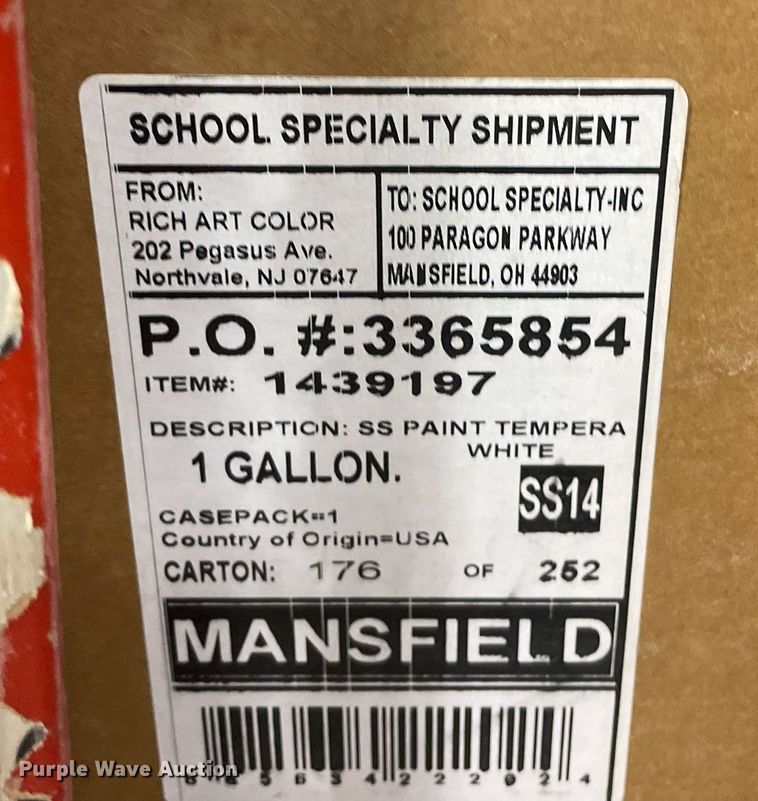 SCHOOL SPECIALTY SHIPMENT
FROM:
RICH ART COLOR
202 Pegasus Ave.
Northvale, NJ 07647
TO: SCHOOL SPECIALTY-INC
100 PARAGON PARKWAY
MANSFIELD, OH 44903
P.O. #:3365854
ITEM#: 1439197
DESCRIPTION: SS PAINT TEMPERA
WHITE
1 GALLON.
SS14
CASEPACK=1
Country of Origin=USA
CARTON: 176 OF 252
MANSFIELD
Purple Wave Auction